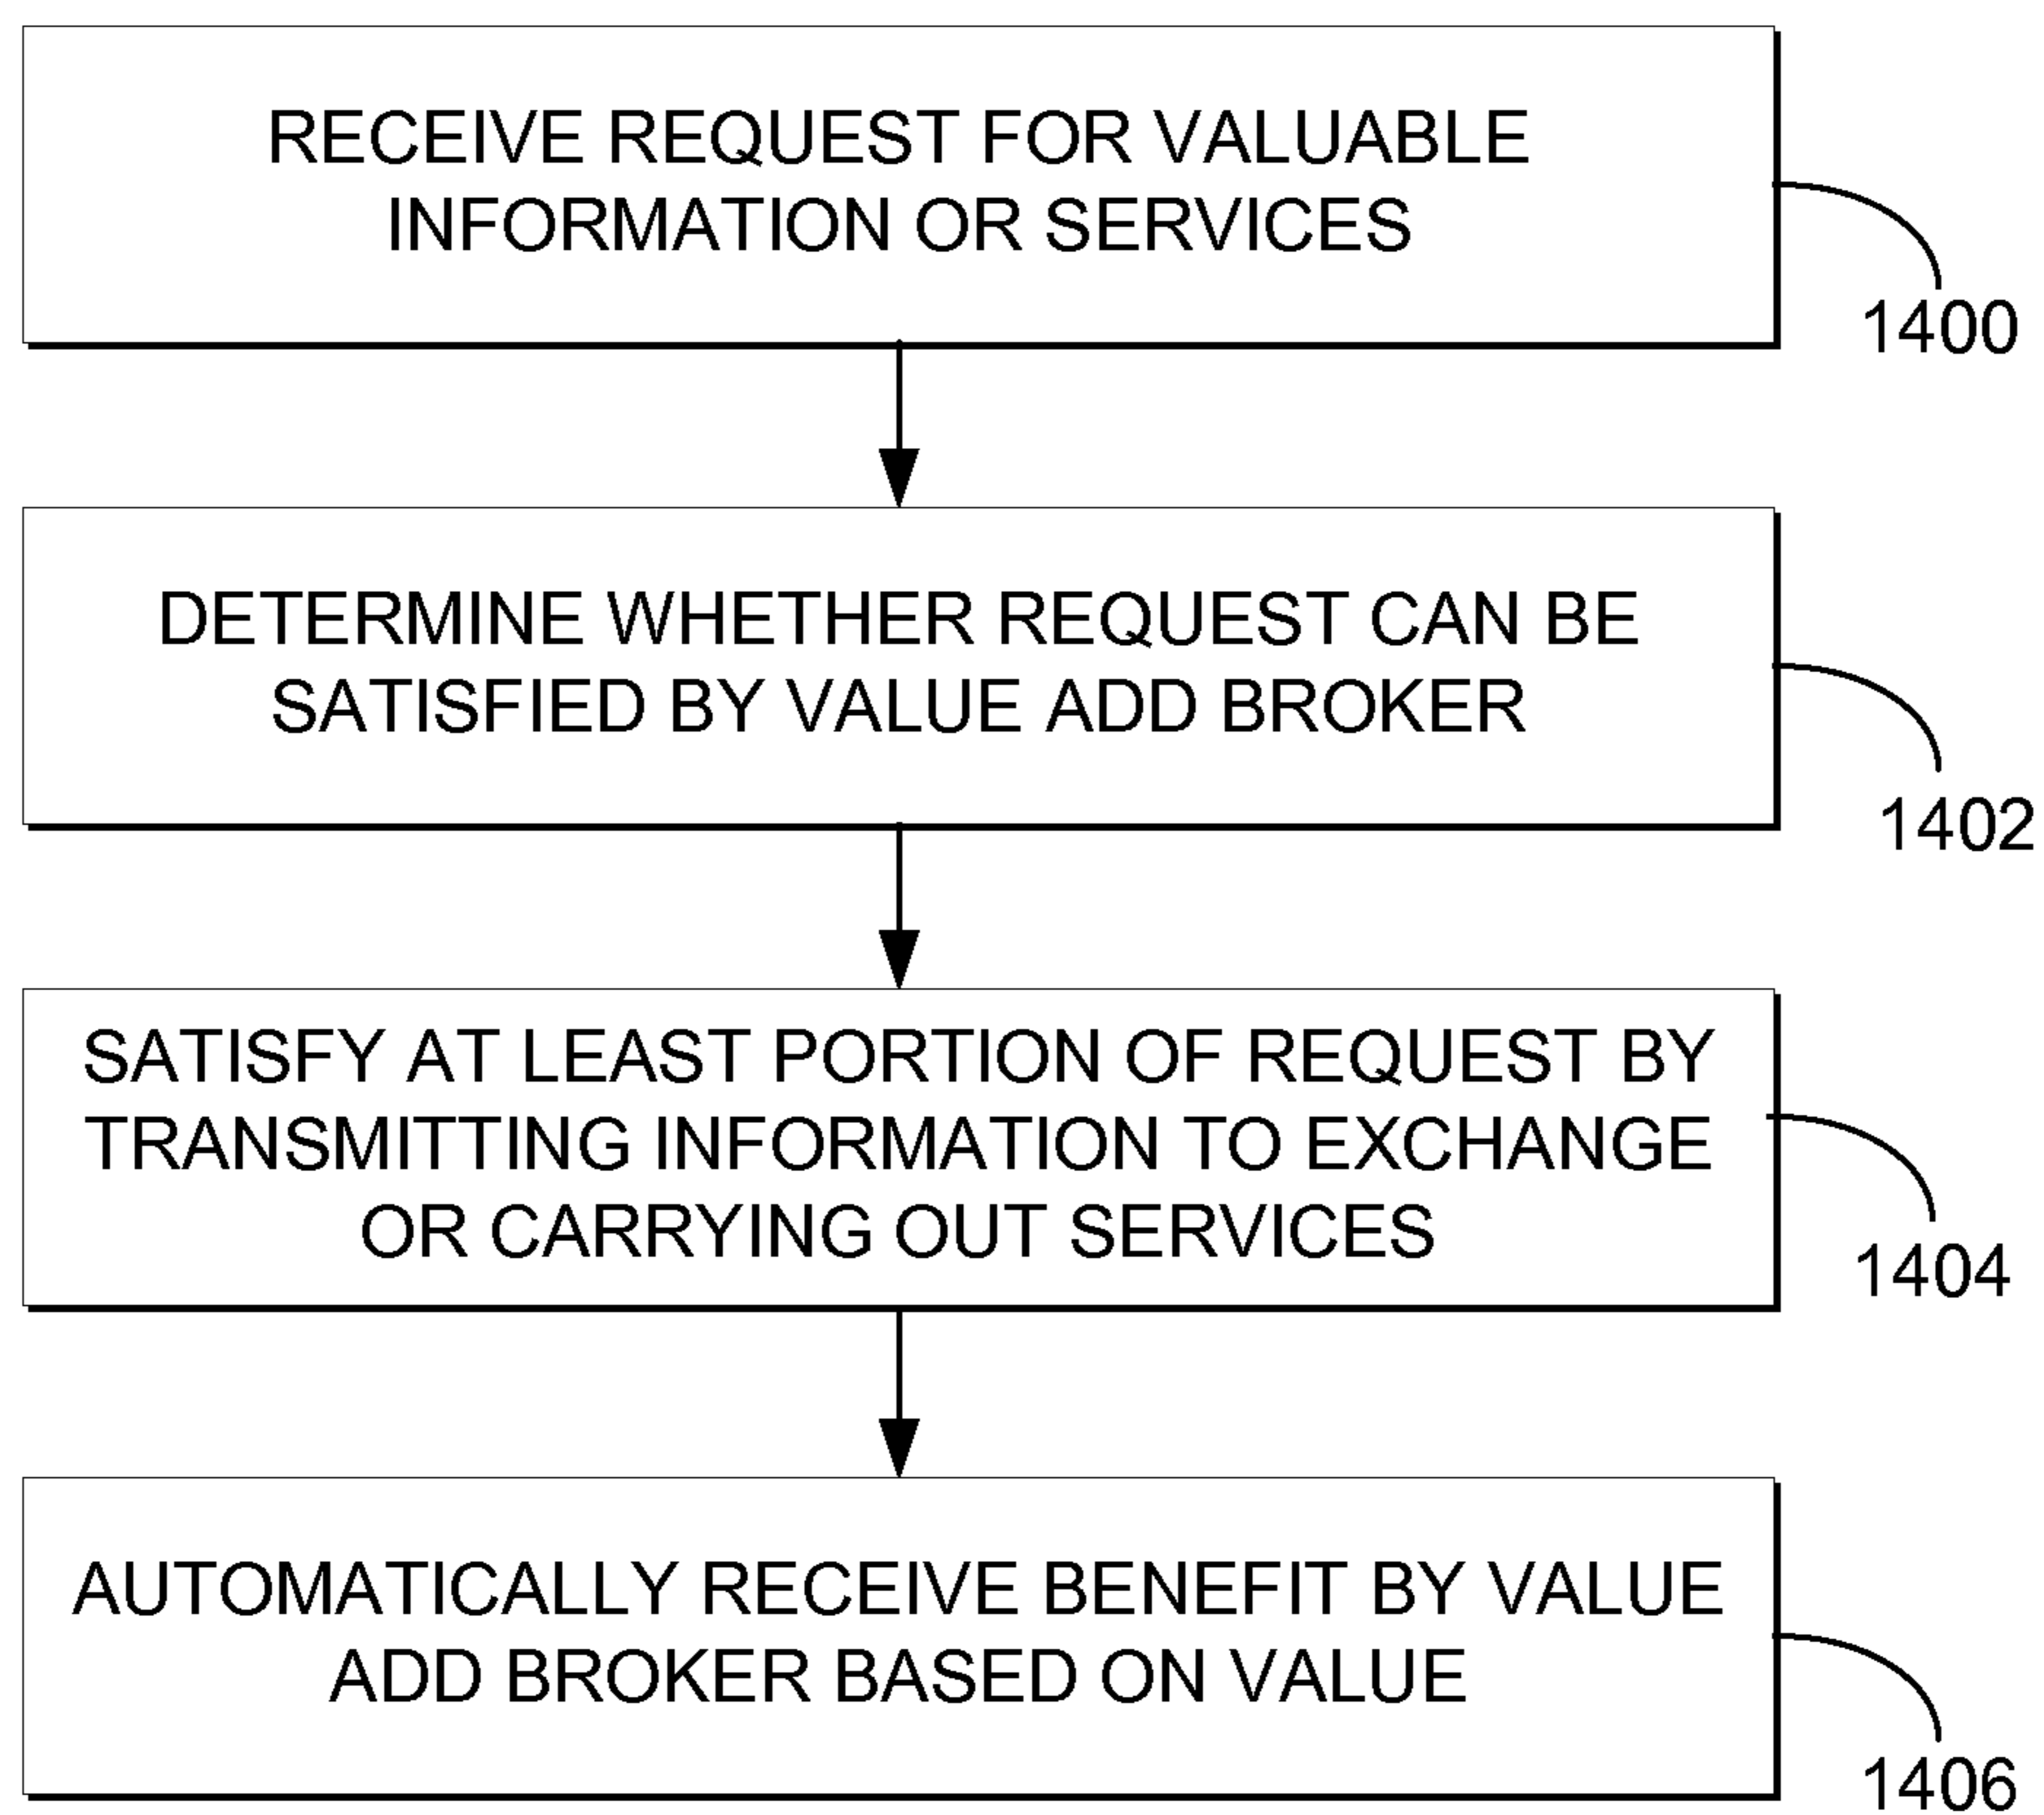 RECEIVE REQUEST FOR VALUABLE
INFORMATION OR SERVICES
1400
DETERMINE WHETHER REQUEST CAN BE
SATISFIED BY VALUE ADD BROKER
1402
SATISFY AT LEAST PORTION OF REQUEST BY
TRANSMITTING INFORMATION TO EXCHANGE
OR CARRYING OUT SERVICES
1404
AUTOMATICALLY RECEIVE BENEFIT BY VALUE
ADD BROKER BASED ON VALUE
1406